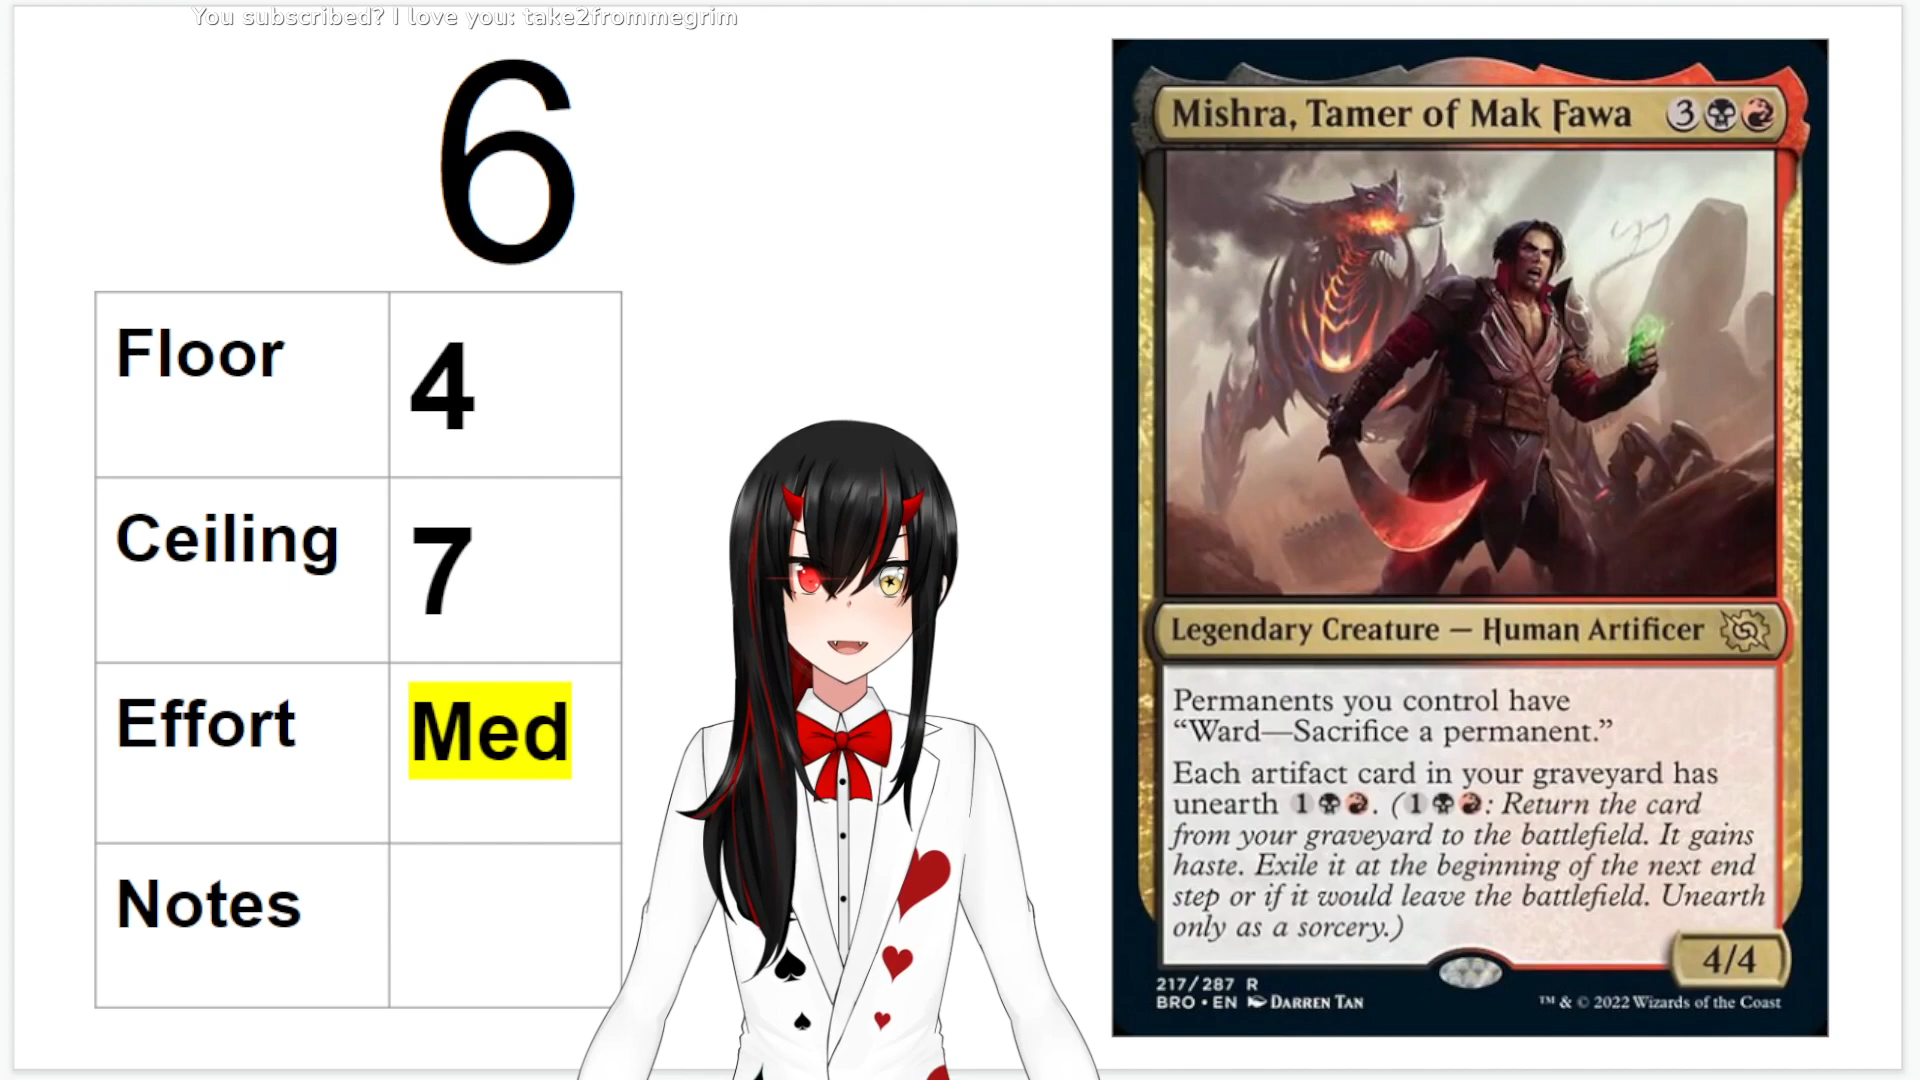 You subscribed? I love you: take2frommegrim
6
Floor 4
Ceiling 7
Effort Med
Notes
Mishra, Tamer of Mak Fawa 3
Legendary Creature — Human Artificer
Permanents you control have
“Ward—Sacrifice a permanent.”
Each artifact card in your graveyard has
unearth 1. (1: Return the card
from your graveyard to the battlefield. It gains
haste. Exile it at the beginning of the next end
step or if it would leave the battlefield. Unearth
only as a sorcery.)
4/4
217/287 R
BRO • EN DARREN TAN
™ & © 2022 Wizards of the Coast